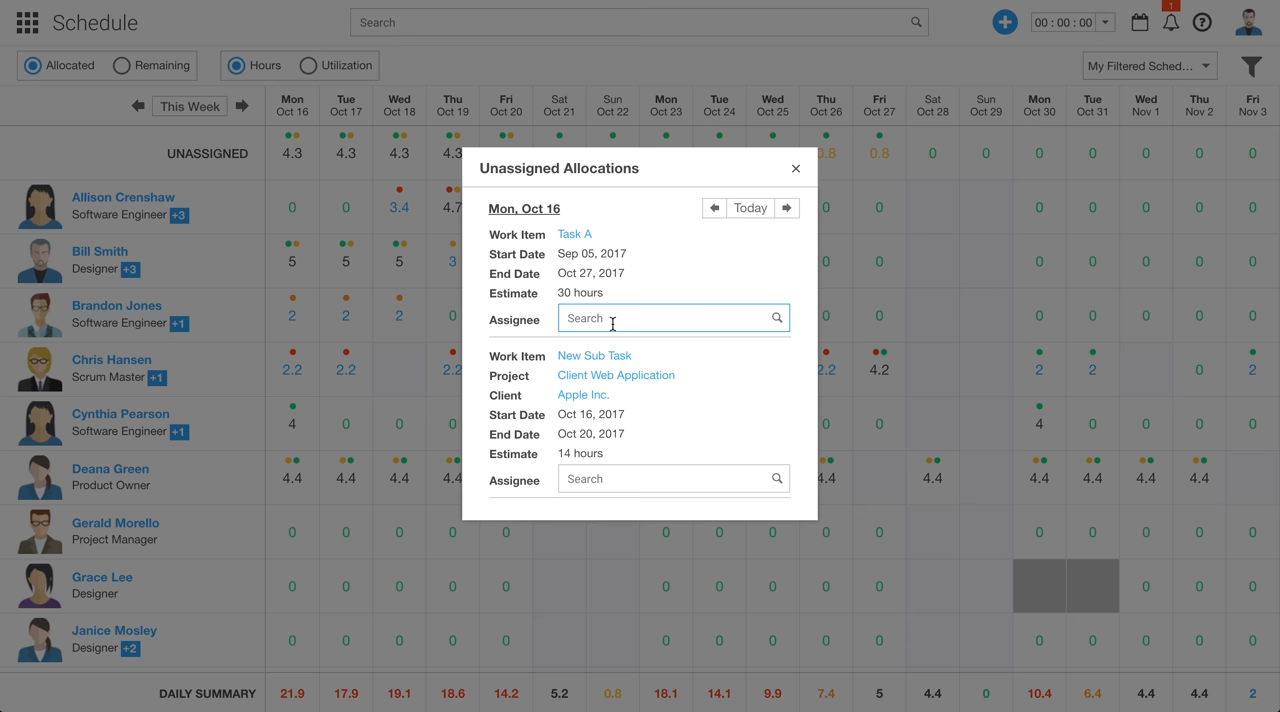 Schedule
Search
00 : 00 : 00
1
?
Allocated Remaining Hours Utilization My Filtered Sched...
This Week
Mon Tue Wed Thu Fri Sat Sun Mon Tue Wed Thu Fri Sat Sun Mon Tue Wed Thu Fri
Oct 16 Oct 17 Oct 18 Oct 19 Oct 20 Oct 21 Oct 22 Oct 23 Oct 24 Oct 25 Oct 26 Oct 27 Oct 28 Oct 29 Oct 30 Oct 31 Nov 1 Nov 2 Nov 3
UNASSIGNED 4.3 4.3 4.3 4.3 0.8 0.8 0 0 0 0 0 0 0
Allison Crenshaw
Software Engineer +3
0 0 3.4 4.7 0 0 0 0 0 0 0
Bill Smith
Designer +3
5 5 5 3 0 0 0 0 0 0 0
Brandon Jones
Software Engineer +1
2 2 2 0 0 0 0 0 0 0 0
Chris Hansen
Scrum Master +1
2.2 2.2 2.2 2.2 4.2 2 2 0 2
Cynthia Pearson
Software Engineer +1
4 0 0 0 0 0 4 0 0 0 0
Deana Green
Product Owner
4.4 4.4 4.4 4.4 4.4 4.4 4.4 4.4 4.4 4.4
Gerald Morello
Project Manager
0 0 0 0 0 0 0 0 0 0 0 0 0 0 0
Grace Lee
Designer
0 0 0 0 0 0 0 0 0 0 0 0 0
Janice Mosley
Designer +2
0 0 0 0 0 0 0 0 0 0 0 0 0 0 0
DAILY SUMMARY 21.9 17.9 19.1 18.6 14.2 5.2 0.8 18.1 14.1 9.9 7.4 5 4.4 0 10.4 6.4 4.4 4.4 2
Unassigned Allocations
Mon, Oct 16 Today
Work Item Task A
Start Date Sep 05, 2017
End Date Oct 27, 2017
Estimate 30 hours
Assignee Search
Work Item New Sub Task
Project Client Web Application
Client Apple Inc.
Start Date Oct 16, 2017
End Date Oct 20, 2017
Estimate 14 hours
Assignee Search